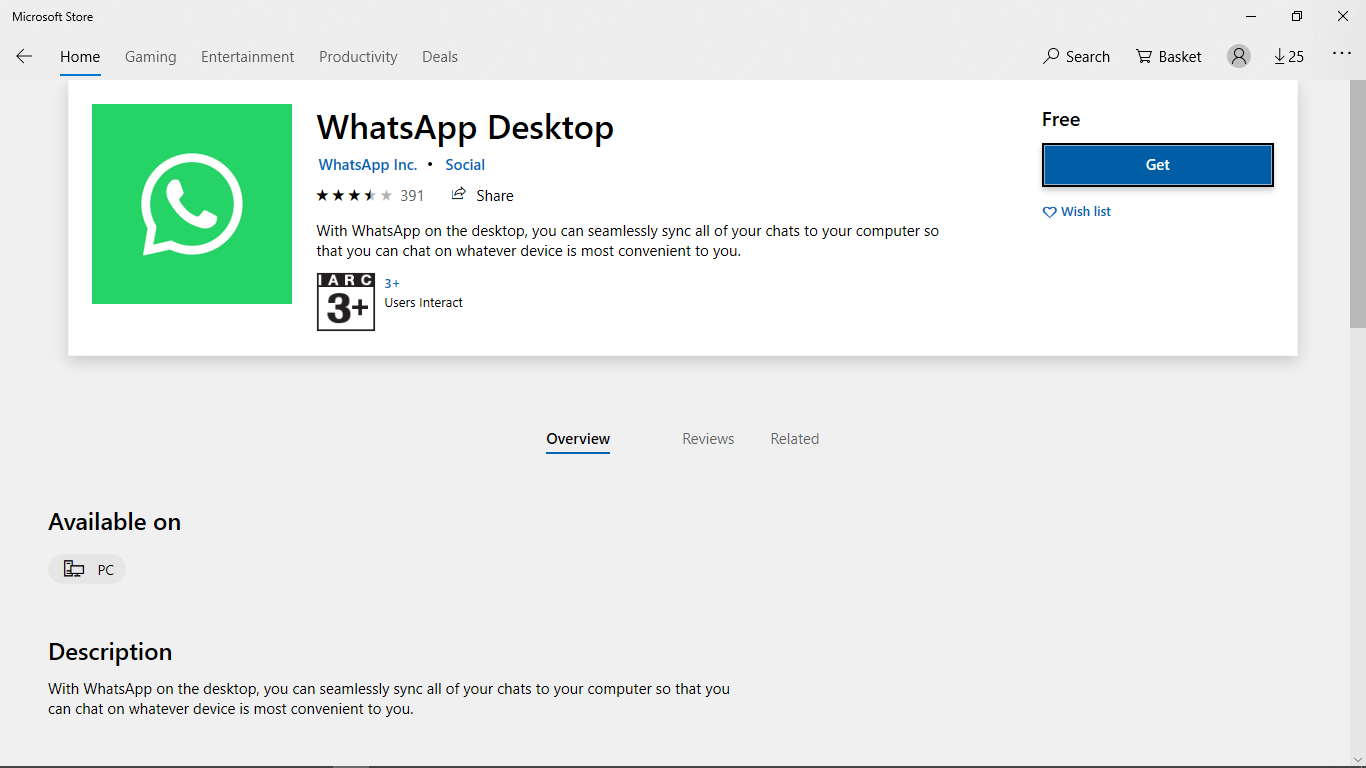 Microsoft Store
Home Gaming Entertainment Productivity Deals Search Basket 25
WhatsApp Desktop
Free
WhatsApp Inc. • Social
Get
391 Share
Wish list
With WhatsApp on the desktop, you can seamlessly sync all of your chats to your computer so
that you can chat on whatever device is most convenient to you.
IARC
3+
3+
Users Interact
Overview Reviews Related
Available on
PC
Description
With WhatsApp on the desktop, you can seamlessly sync all of your chats to your computer so that you
can chat on whatever device is most convenient to you.